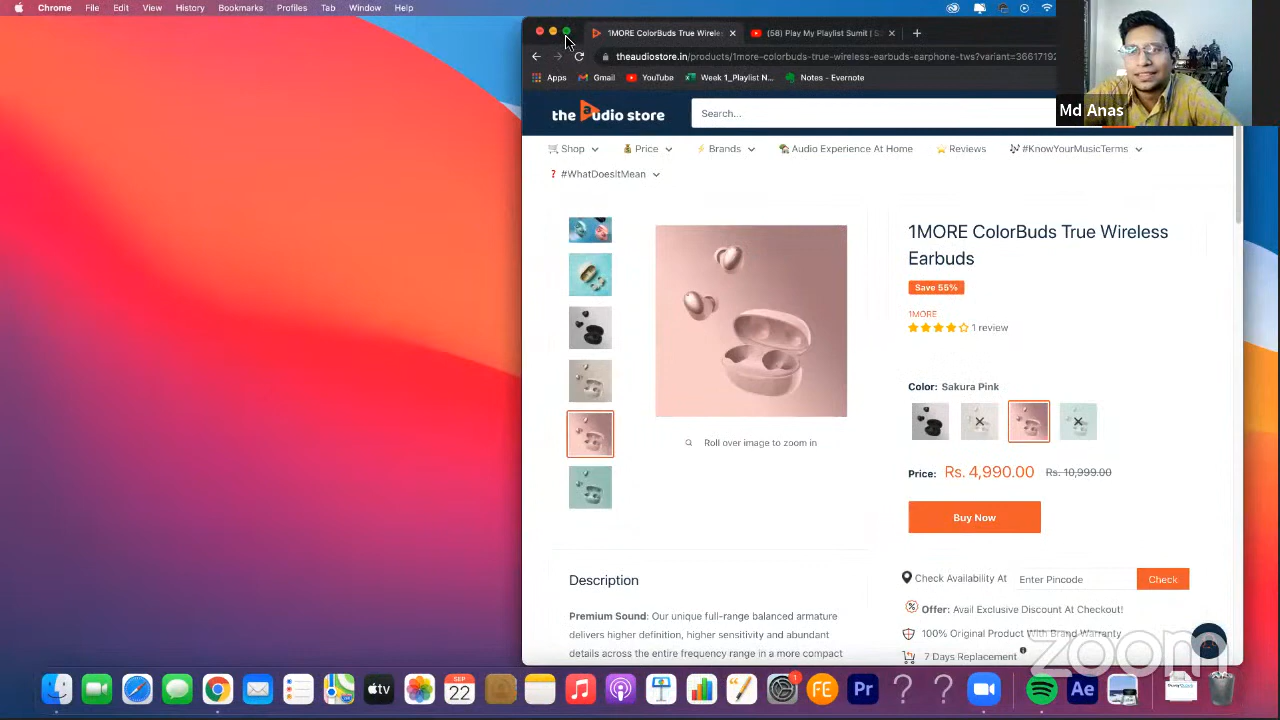 Chrome File Edit View History Bookmarks Profiles Tab Window Help
1MORE ColorBuds True Wirele
(58) Play My Playlist Sumit | S
theaudiostore.in/products/1more-colorbuds-true-wireless-earbuds-earphone-tws?variant=36617192
Apps Gmail YouTube Week 1_Playlist N... Notes - Evernote
Md Anas
the audio store
Search...
Shop Price Brands Audio Experience At Home Reviews #KnowYourMusicTerms
#WhatDoesItMean
1MORE ColorBuds True Wireless
Earbuds
Save 55%
1MORE
1 review
Color: Sakura Pink
Roll over image to zoom in
Price: Rs. 4,990.00 Rs. 10,999.00
Buy Now
Check Availability At Enter Pincode Check
Description
Offer: Avail Exclusive Discount At Checkout!
Premium Sound: Our unique full-range balanced armature
delivers higher definition, higher sensitivity and abundant
details across the entire frequency range in a more compact
100% Original Product With Brand Warranty
7 Days Replacement
zoom
SEP
22
tv
1
FE
Pr
Ae